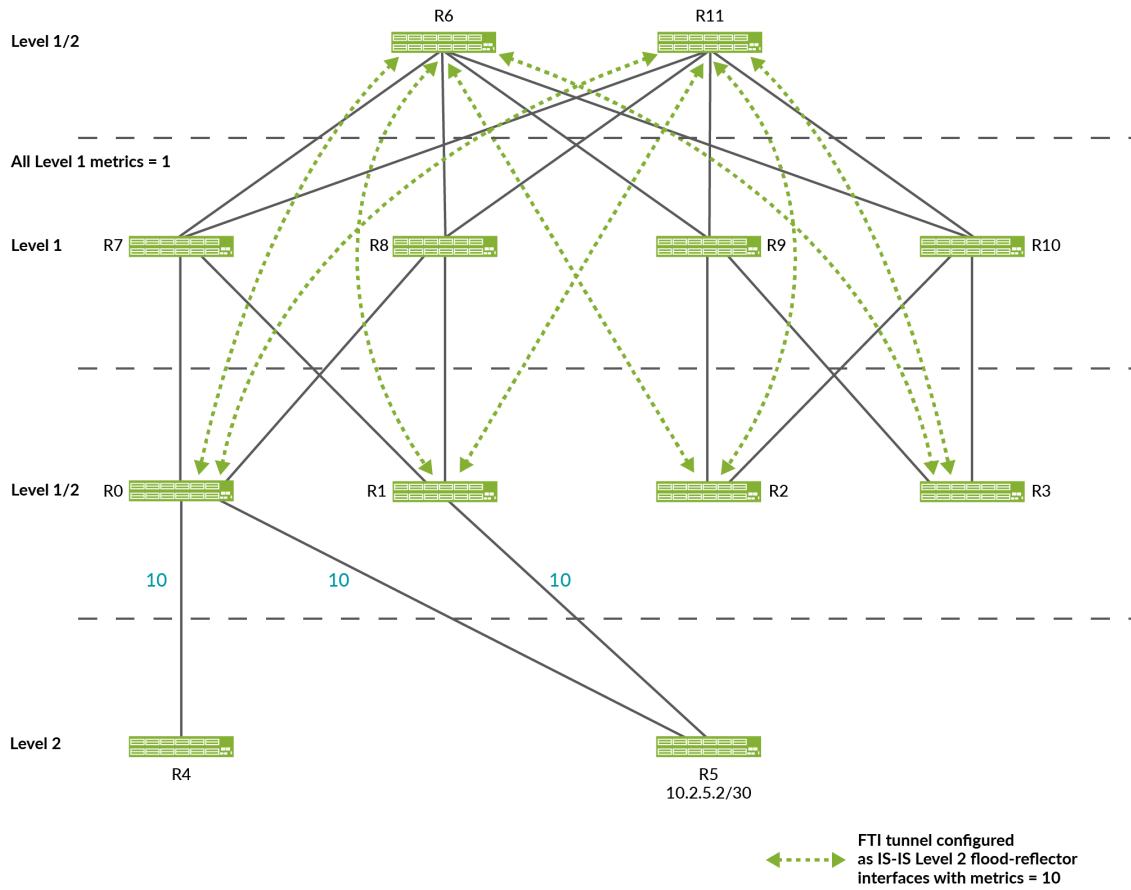 R6
R11
Level 1/2
All Level 1 metrics = 1
Level 1
R7
R8
R9
R10
Level 1/2
R0
R1
R2
R3
10
10
10
Level 2
R4
R5
10.2.5.2/30
FTI tunnel configured
as IS-IS Level 2 flood-reflector
interfaces with metrics = 10